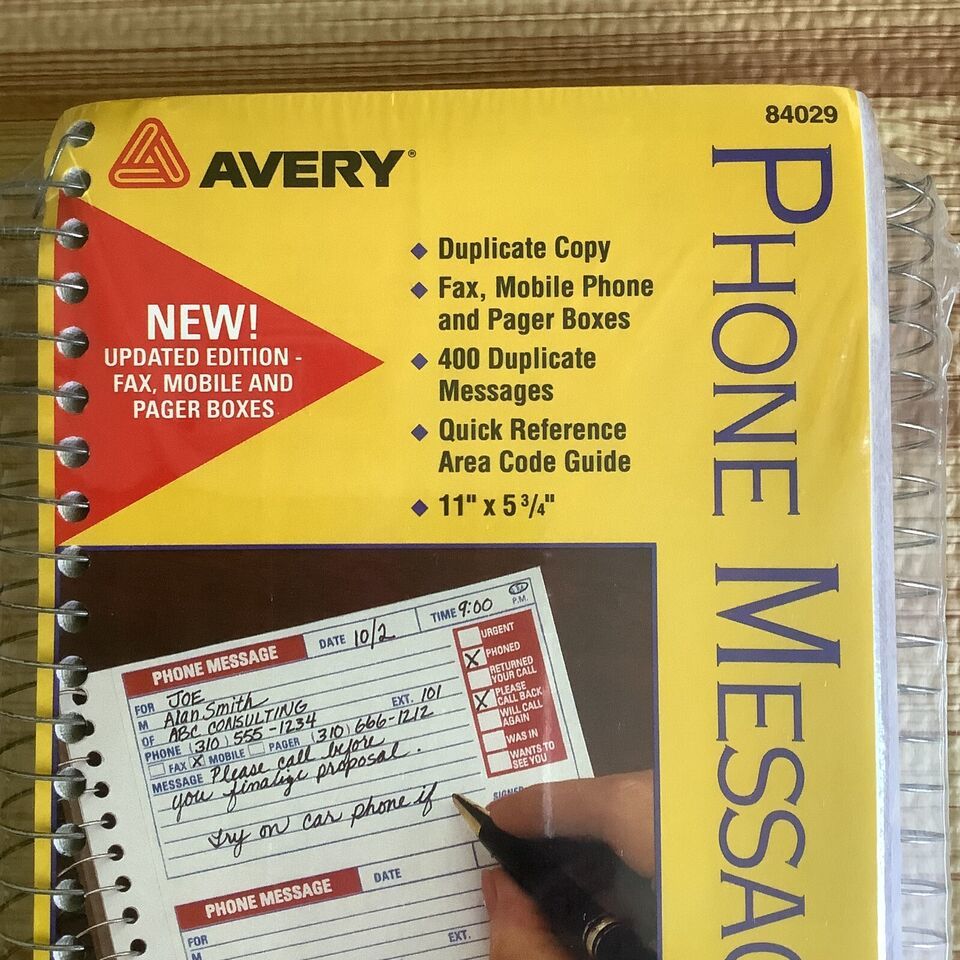 84029
AVERY®
◆ Duplicate Copy
◆ Fax, Mobile Phone
and Pager Boxes
◆ 400 Duplicate
Messages
◆ Quick Reference
Area Code Guide
◆ 11" x 5 3/4"
NEW!
UPDATED EDITION -
FAX, MOBILE AND
PAGER BOXES
PHONE MESSAG
PHONE MESSAGE
DATE 10/2
TIME 9:00
P.M.
FOR JOE
M Alan Smith
OF ABC CONSULTING
PHONE (310) 555-1234 EXT. 101
FAX X MOBILE PAGER (310) 666-1212
MESSAGE Please call before
you finalize proposal.
Try on car phone if
URGENT
X PHONED
RETURNED
YOUR CALL
X PLEASE
CALL BACK
WILL CALL
AGAIN
WAS IN
WANTS TO
SEE YOU
SIGNED
PHONE MESSAGE
DATE
FOR
M
EXT.